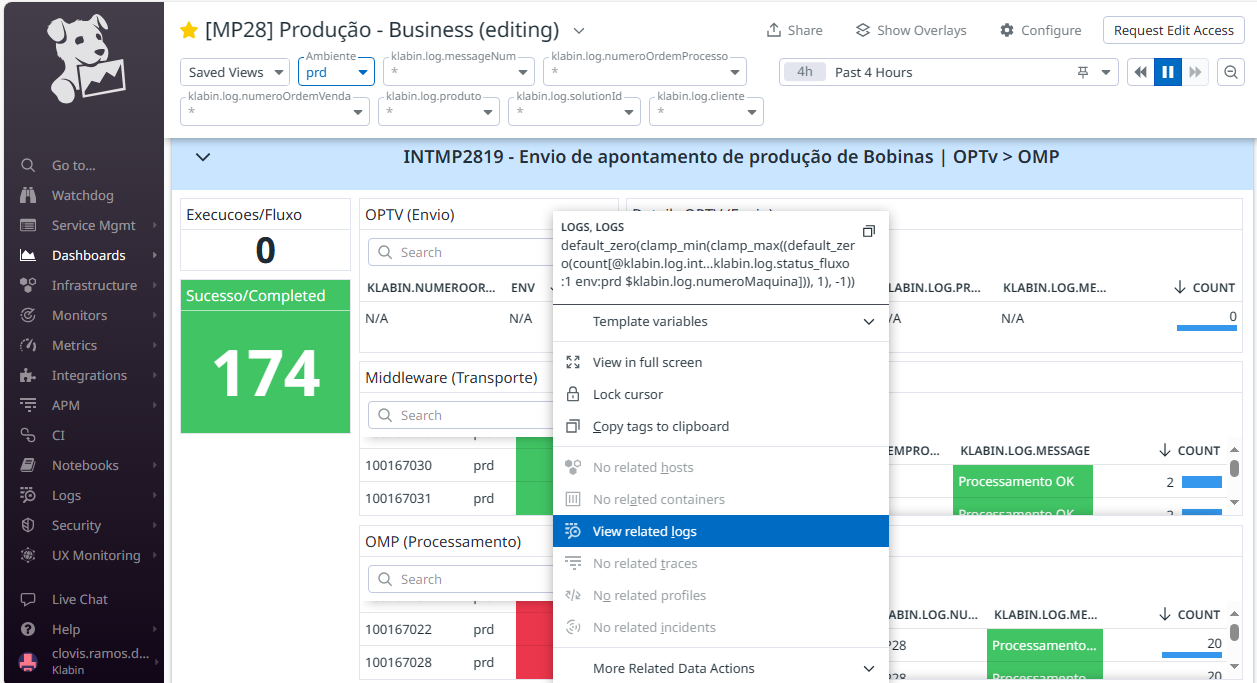 [MP28] Produção - Business (editing)
Share
Show Overlays
Configure
Request Edit Access
Saved Views
Ambiente
prd
klabin.log.messageNum
*
klabin.log.numeroOrdemProcesso
*
4h
Past 4 Hours
klabin.log.numeroOrdemVenda
*
klabin.log.produto
*
klabin.log.solutionId
*
klabin.log.cliente
*
Go to...
Watchdog
Service Mgmt
Dashboards
Infrastructure
Monitors
Metrics
Integrations
APM
CI
Notebooks
Logs
Security
UX Monitoring
Live Chat
Help
clovis.ramos.d...
Klabin
INTMP2819 - Envio de apontamento de produção de Bobinas | OPTv > OMP
Execucoes/Fluxo
0
Sucesso/Completed
174
OPTV (Envio)
Search
KLABIN.NUMEROOR... ENV
N/A N/A
LABIN.LOG.PR... KLABIN.LOG.ME... COUNT
/A N/A 0
Middleware (Transporte)
Search
100167030 prd
100167031 prd
EMPRO... KLABIN.LOG.MESSAGE COUNT
Processamento OK 2
Processamento OK 2
OMP (Processamento)
Search
100167022 prd
100167028 prd
ABIN.LOG.NU... KLABIN.LOG.ME... COUNT
P28 Processamento... 20
P28 Processamento 20
LOGS, LOGS
default_zero(clamp_min(clamp_max((default_zer
o(count[@klabin.log.int...klabin.log.status_fluxo
:1 env:prd $klabin.log.numeroMaquina])), 1), -1))
Template variables
View in full screen
Lock cursor
Copy tags to clipboard
No related hosts
No related containers
View related logs
No related traces
No related profiles
No related incidents
More Related Data Actions